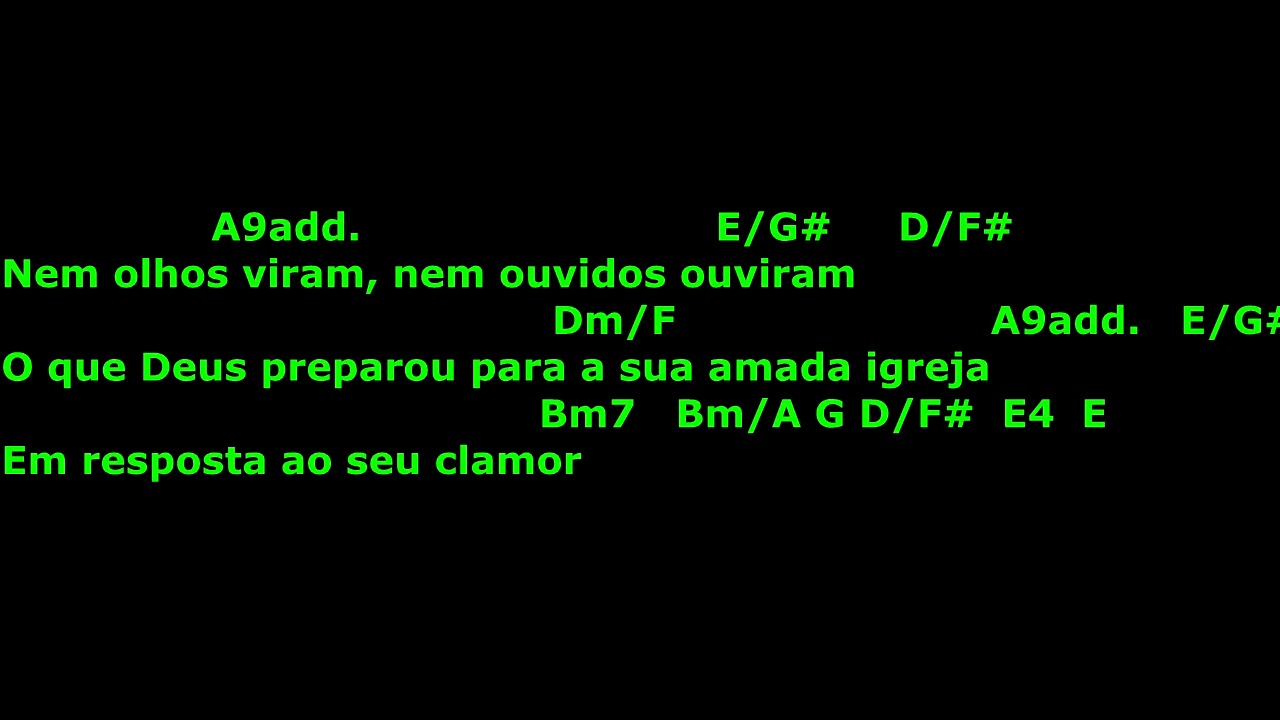 A9add. E/G# D/F#
Nem olhos viram, nem ouvidos ouviram
Dm/F A9add. E/G#
O que Deus preparou para a sua amada igreja
Bm7 Bm/A G D/F# E4 E
Em resposta ao seu clamor